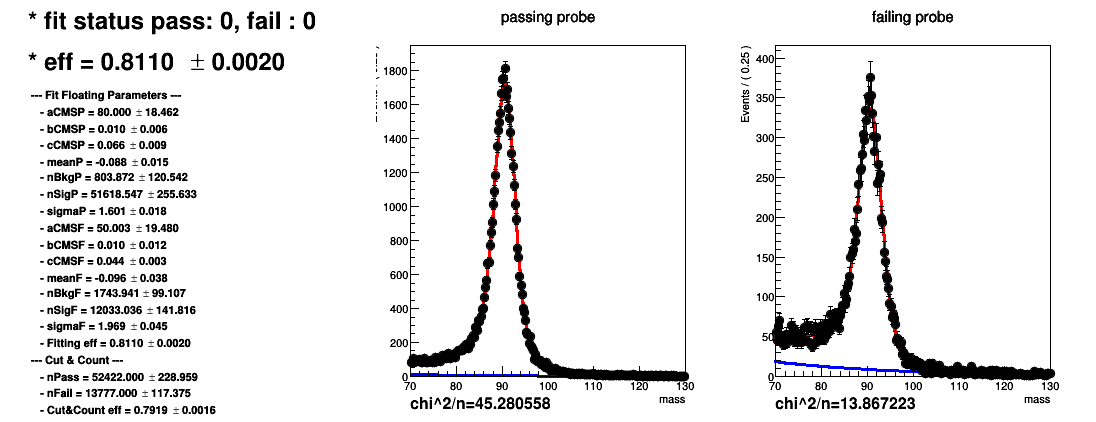 * fit status pass: 0, fail : 0
* eff = 0.8110 ± 0.0020
--- Fit Floating Parameters ---
- aCMSP = 80.000 ± 18.462
- bCMSP = 0.010 ± 0.006
- cCMSP = 0.066 ± 0.009
- meanP = -0.088 ± 0.015
- nBkgP = 803.872 ± 120.542
- nSigP = 51618.547 ± 255.633
- sigmaP = 1.601 ± 0.018
- aCMSF = 50.003 ± 19.480
- bCMSF = 0.010 ± 0.012
- cCMSF = 0.044 ± 0.003
- meanF = -0.096 ± 0.038
- nBkgF = 1743.941 ± 99.107
- nSigF = 12033.036 ± 141.816
- sigmaF = 1.969 ± 0.045
- Fitting eff = 0.8110 ± 0.0020
--- Cut & Count ---
- nPass = 52422.000 ± 228.959
- nFail = 13777.000 ± 117.375
- Cut&Count eff = 0.7919 ± 0.0016
passing probe
1800
1600
1400
1200
1000
800
600
400
200
0
70 80 90 100 110 120 130
mass
chi^2/n=45.280558
failing probe
Events / ( 0.25 )
400
350
300
250
200
150
100
50
0
70 80 90 100 110 120 130
mass
chi^2/n=13.867223